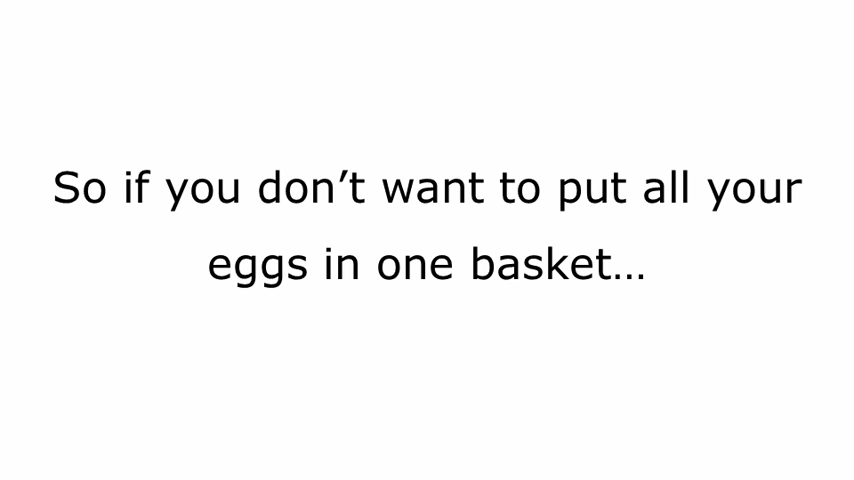 So if you don’t want to put all your
eggs in one basket…